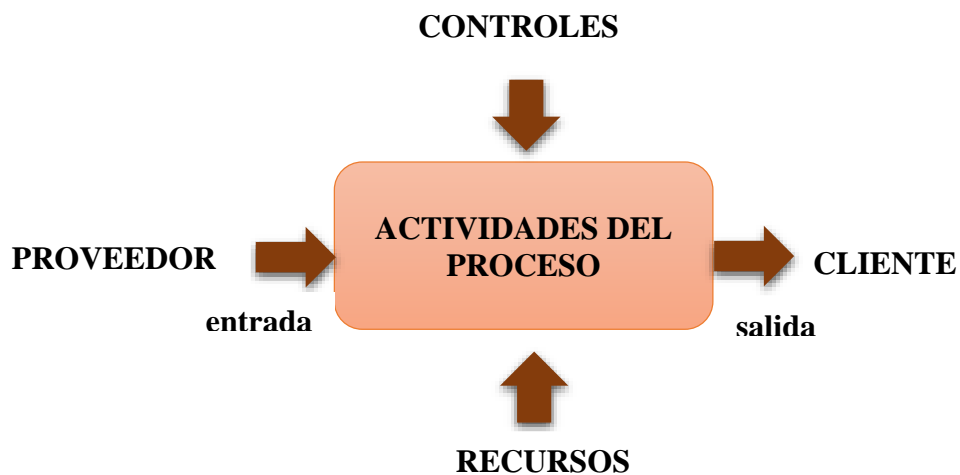 CONTROLES
ACTIVIDADES DEL
PROCESO
PROVEEDOR
CLIENTE
entrada
salida
RECURSOS